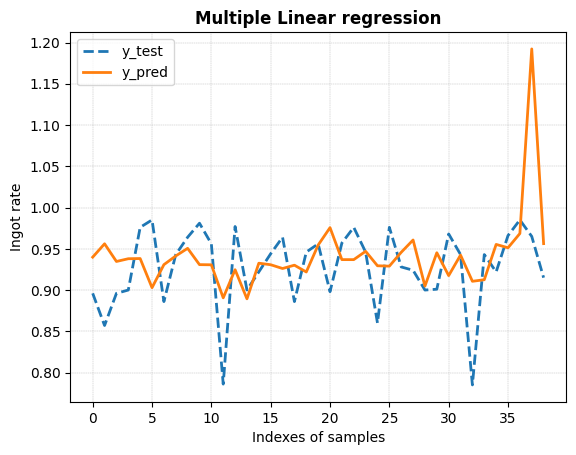 Multiple Linear regression
y_test
y_pred
Ingot rate
1.20
1.15
1.10
1.05
1.00
0.95
0.90
0.85
0.80
0 5 10 15 20 25 30 35
Indexes of samples